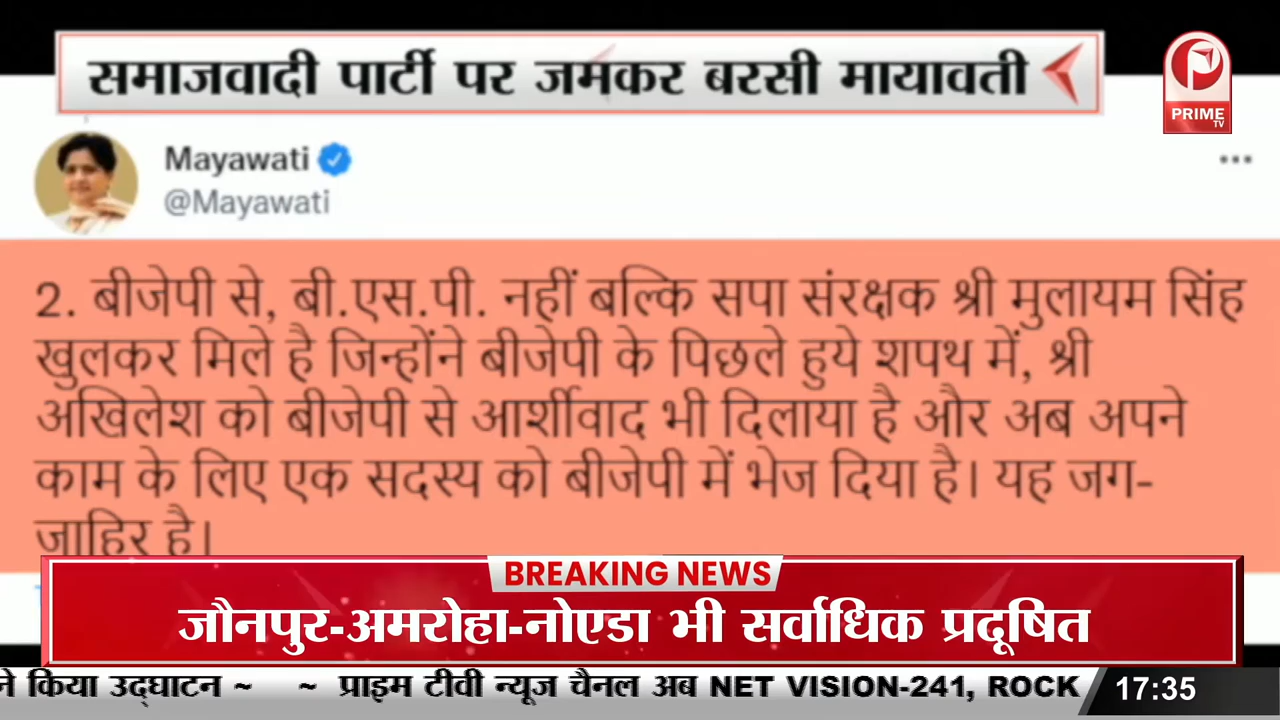 समाजवादी पार्टी पर जमकर बरसी मायावती
PRIME
TV
Mayawati
@Mayawati
2. बीजेपी से, बी.एस.पी. नहीं बल्कि सपा संरक्षक श्री मुलायम सिंह
खुलकर मिले है जिन्होंने बीजेपी के पिछले हुये शपथ में, श्री
अखिलेश को बीजेपी से आर्शीवाद भी दिलाया है और अब अपने
काम के लिए एक सदस्य को बीजेपी में भेज दिया है। यह जग-
जाहिर है।
BREAKING NEWS
जौनपुर-अमरोहा-नोएडा भी सर्वाधिक प्रदूषित
ने किया उद्घाटन ~ ~ प्राइम टीवी न्यूज चैनल अब NET VISION-241, ROCK
17:35